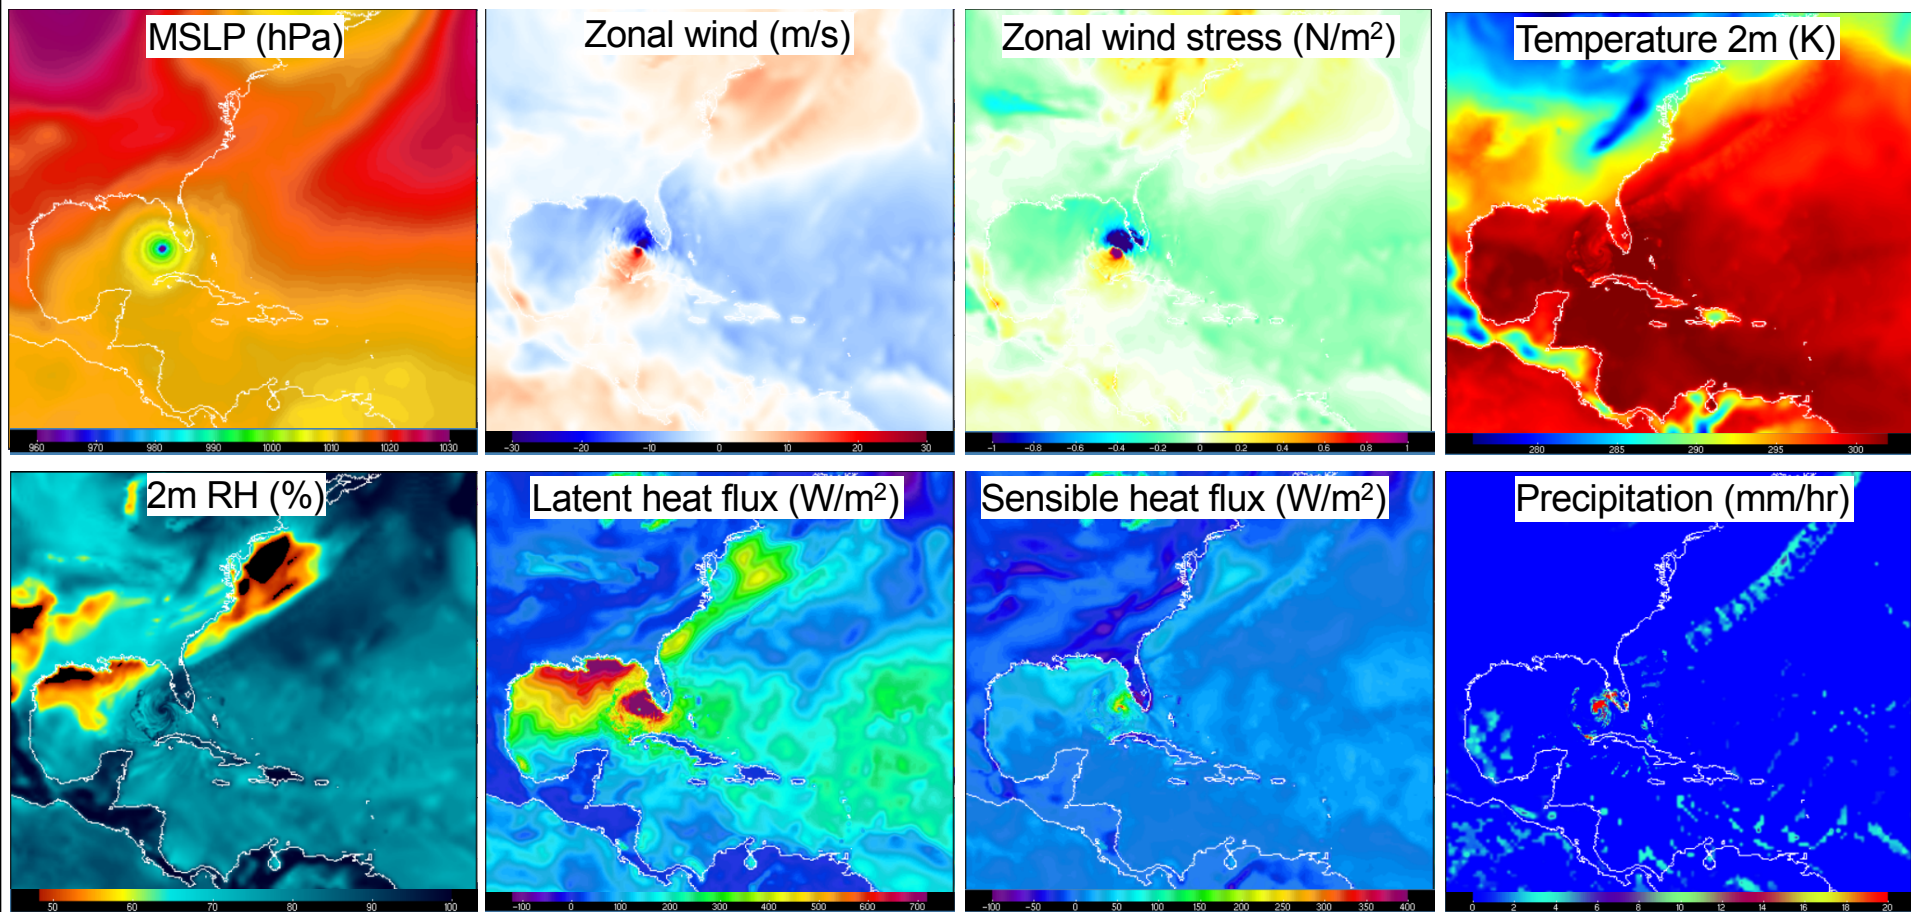 MSLP (hPa)
Zonal wind (m/s)
Zonal wind stress (N/m²)
Temperature 2m (K)
960 970 980 990 1000 1010 1020 1030
-30 -20 -10 0 10 20 30
-1 -0.8 -0.6 -0.4 -0.2 0 0.2 0.4 0.6 0.8 1
280 285 290 295 300
2m RH (%)
Latent heat flux (W/m²)
Sensible heat flux (W/m²)
Precipitation (mm/hr)
50 60 70 80 90 100
-100 0 100 200 300 400 500 600 700
-100 -50 0 50 100 150 200 250 300 350 400
0 2 4 6 8 10 12 14 16 18 20